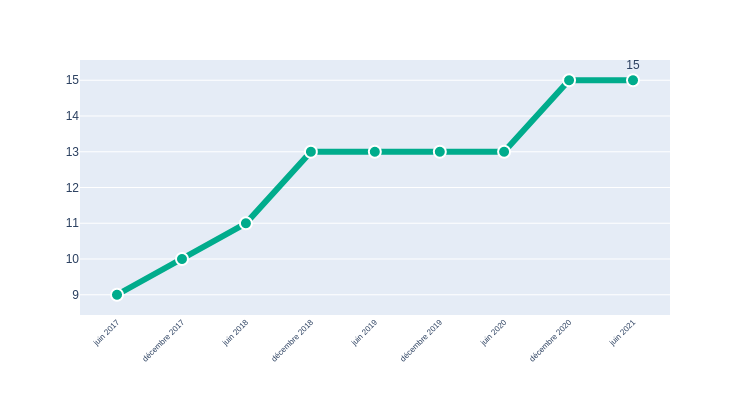 15
15
14
13
12
11
10
9
juin 2017
décembre 2017
juin 2018
décembre 2018
juin 2019
décembre 2019
juin 2020
décembre 2020
juin 2021